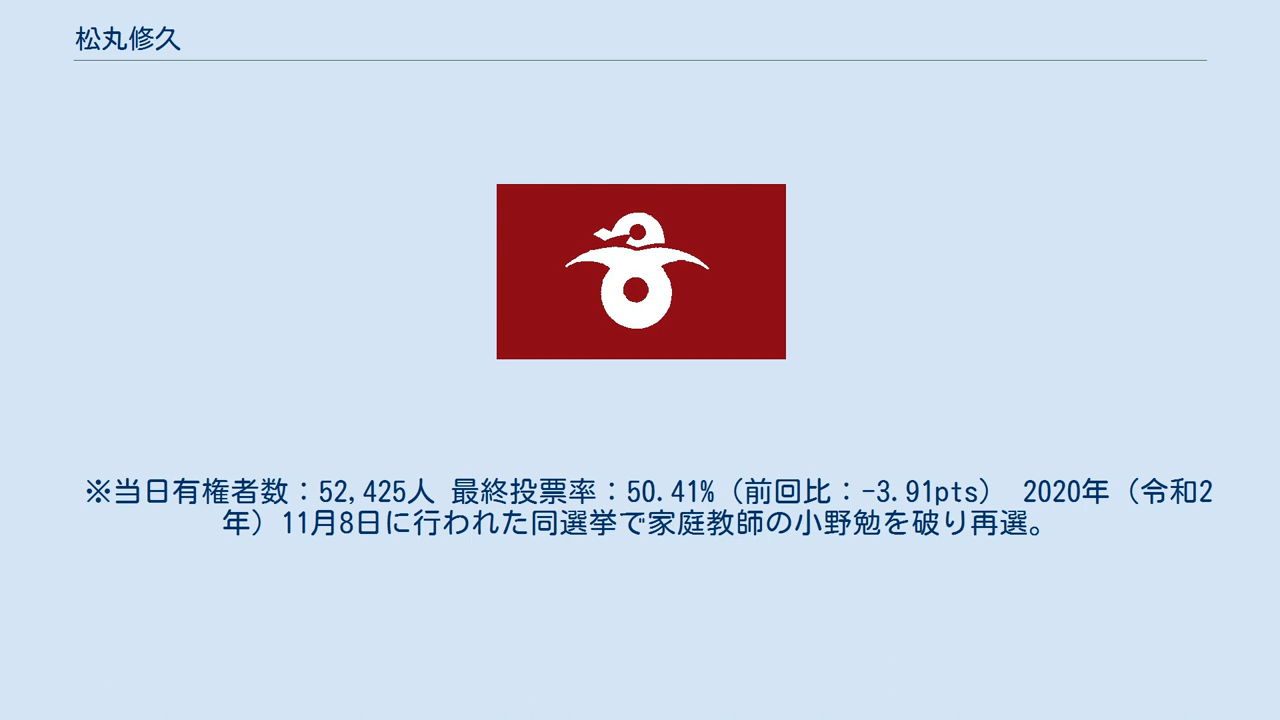 松丸修久
※当日有権者数：52,425人 最終投票率：50.41%（前回比：-3.91pts） 2020年（令和2
年）11月8日に行われた同選挙で家庭教師の小野勉を破り再選。